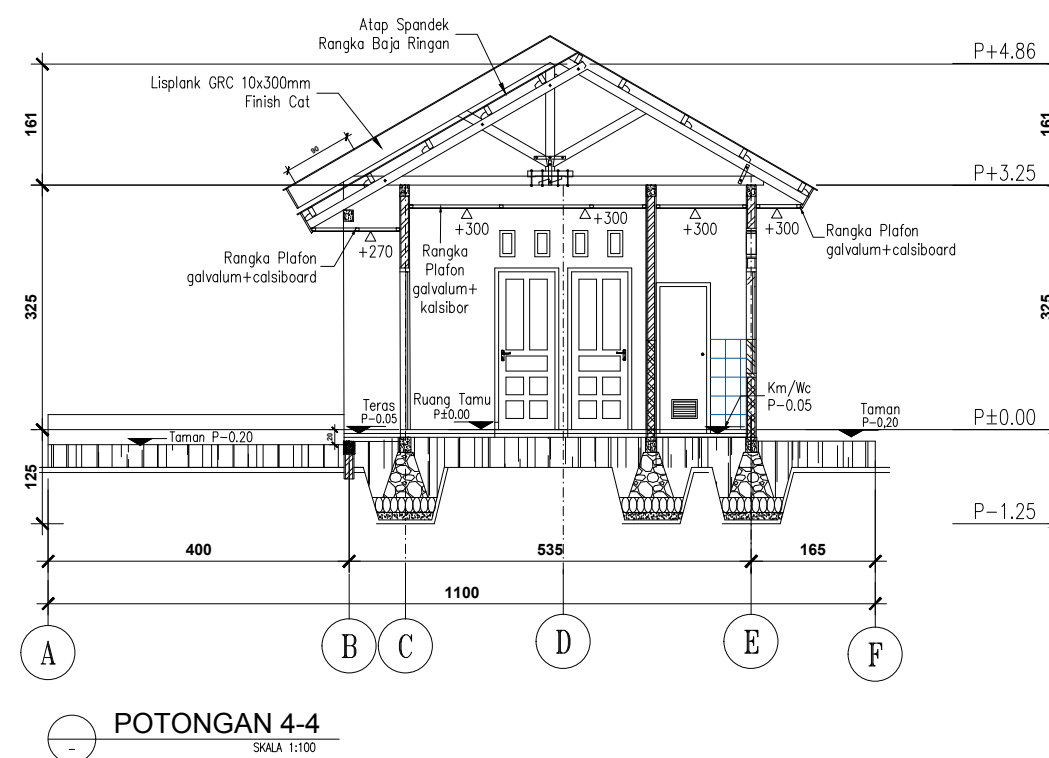 Atap Spandek
Rangka Baja Ringan
P+4.86
Lisplank GRC 10x300mm
Finish Cat
161
161
90
P+3.25
+300
+300
+300
+300
+270
Rangka Plafon
galvalum+calsiboard
Rangka
Plafon
galvalum+
kalsibor
Rangka Plafon
galvalum+calsiboard
325
325
Teras
P-0.05
Ruang Tamu
P±0.00
Km/Wc
P-0.05
Taman
P-0,20
P±0.00
Taman P-0.20
20
125
P-1.25
400
535
165
1100
A
B
C
D
E
F
POTONGAN 4-4
SKALA 1:100
-